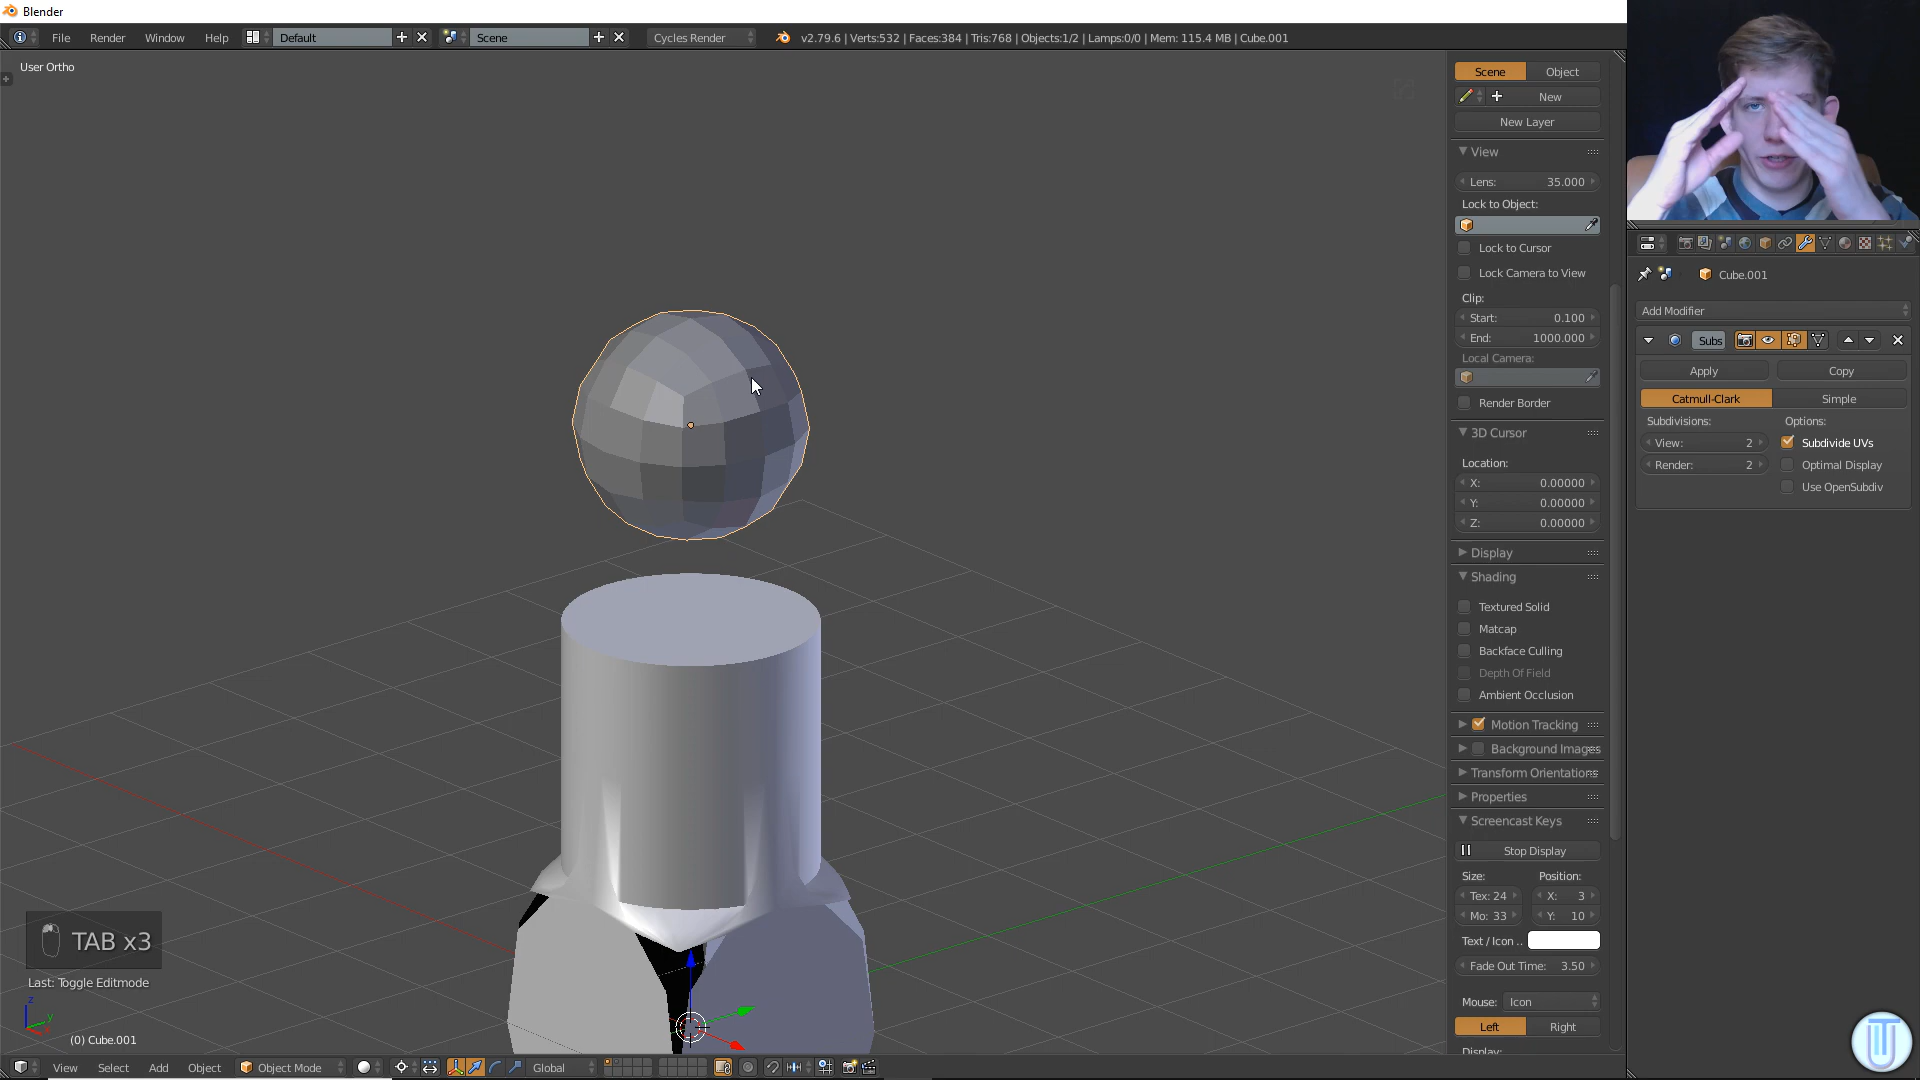 Blender
File Render Window Help Default Scene Cycles Render v2.79.6 | Verts:532 | Faces:384 | Tris:768 | Objects:1/2 | Lamps:0/0 | Mem: 115.4 MB | Cube.001
User Ortho
Scene Object
New
New Layer
View
Lens: 35.000
Lock to Object:
Lock to Cursor
Lock Camera to View
Clip:
Start: 0.100
End: 1000.000
Local Camera:
Render Border
3D Cursor
Location:
X: 0.00000
Y: 0.00000
Z: 0.00000
Display
Shading
Textured Solid
Matcap
Backface Culling
Depth Of Field
Ambient Occlusion
Motion Tracking
Background Images
Transform Orientations
Properties
Screencast Keys
Stop Display
Size: Position:
Tex: 24 X: 3
Mo: 33 Y: 10
Text / Icon ..
Fade Out Time: 3.50
Mouse: Icon
Left Right
Display:
Cube.001
Add Modifier
Subs
Apply Copy
Catmull-Clark Simple
Subdivisions: Options:
View: 2 Subdivide UVs
Render: 2 Optimal Display
Use OpenSubdiv
TAB x3
Last: Toggle Editmode
z
y
x
(0) Cube.001
View Select Add Object Object Mode Global